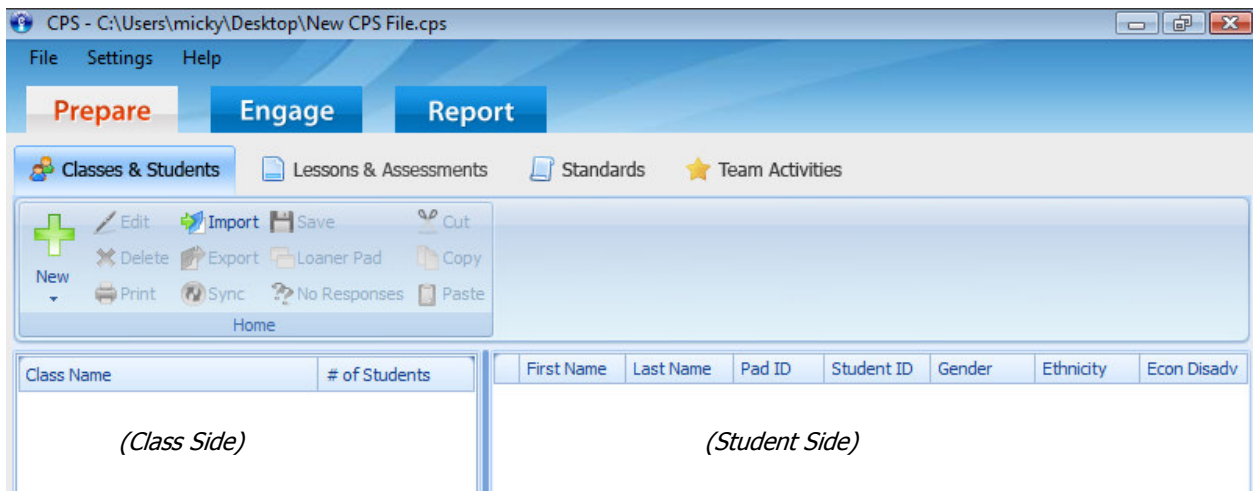 CPS - C:\Users\micky\Desktop\New CPS File.cps
File Settings Help
Prepare Engage Report
Classes & Students Lessons & Assessments Standards Team Activities
New
Edit Import Save Cut
Delete Export Loaner Pad Copy
Print Sync No Responses Paste
Home
Class Name # of Students First Name Last Name Pad ID Student ID Gender Ethnicity Econ Disadv
(Class Side) (Student Side)